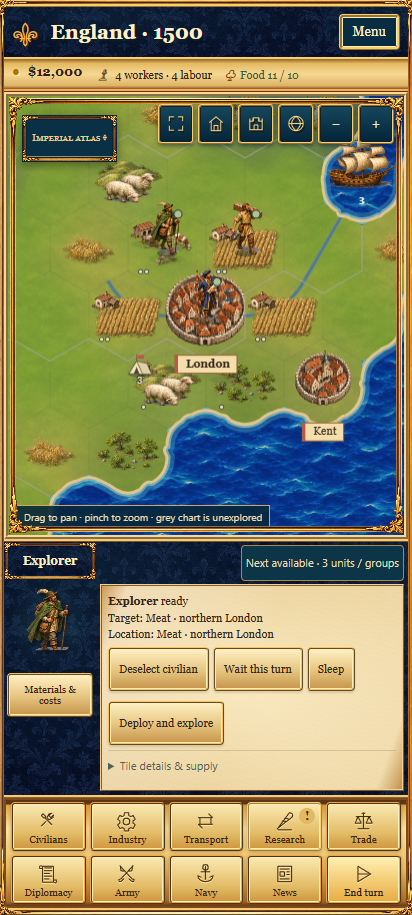 England · 1500
Menu
$12,000
4 workers · 4 labour
Food 11 / 10
Imperial atlas
3
London
3
Kent
Drag to pan · pinch to zoom · grey chart is unexplored
Explorer
Next available · 3 units / groups
Explorer ready
Target: Meat · northern London
Location: Meat · northern London
Materials & costs
Deselect civilian
Wait this turn
Sleep
Deploy and explore
▶ Tile details & supply
Civilians
Industry
Transport
Research
!
Trade
Diplomacy
Army
Navy
News
End turn